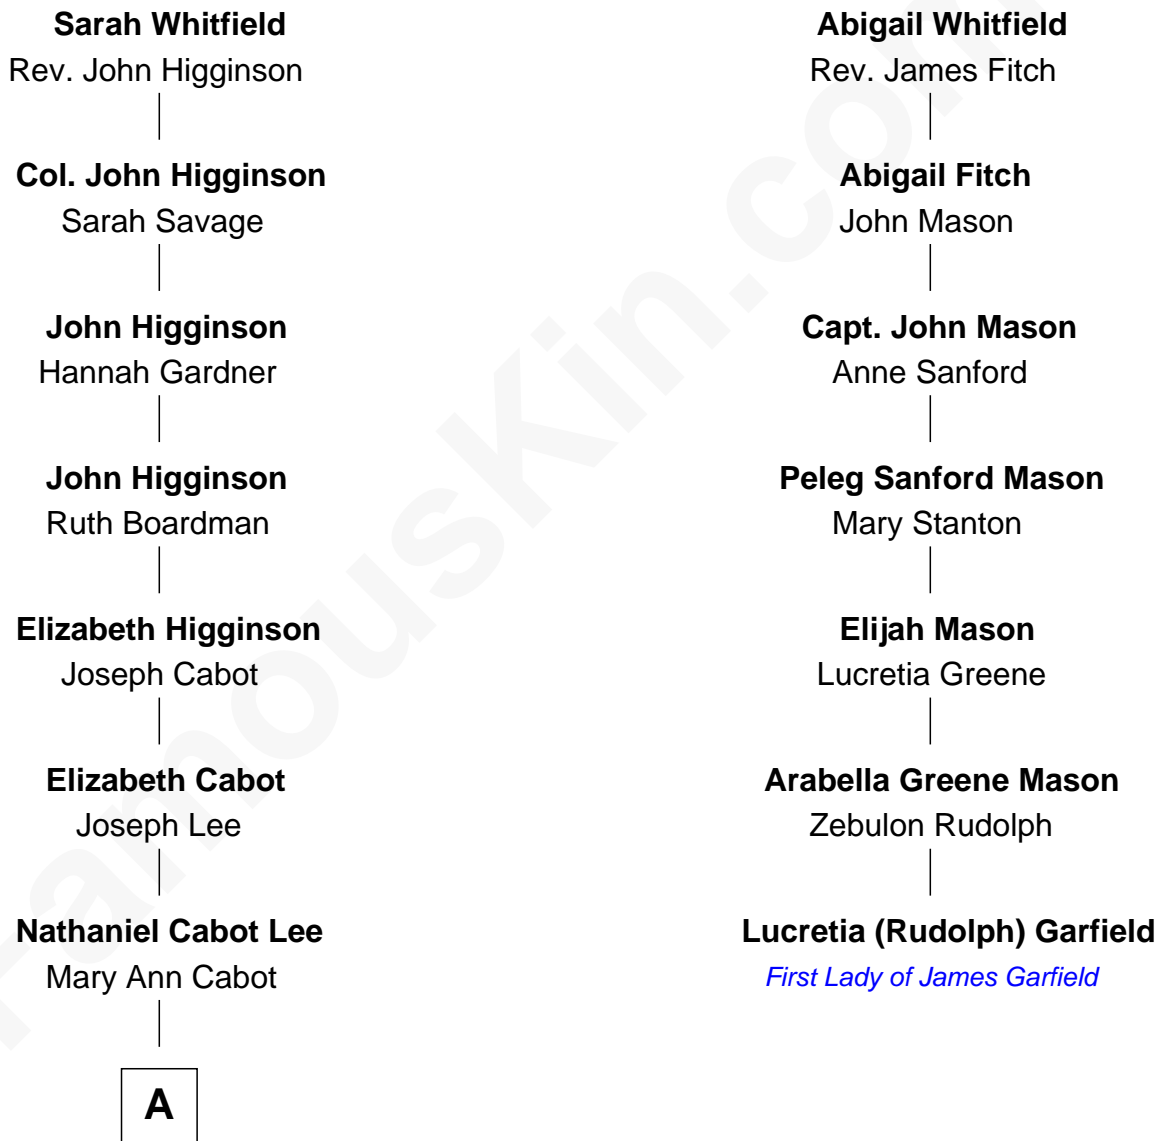 Sarah Whitfield
Rev. John Higginson
Col. John Higginson
Sarah Savage
John Higginson
Hannah Gardner
John Higginson
Ruth Boardman
Elizabeth Higginson
Joseph Cabot
Elizabeth Cabot
Joseph Lee
Nathaniel Cabot Lee
Mary Ann Cabot
A
Abigail Whitfield
Rev. James Fitch
Abigail Fitch
John Mason
Capt. John Mason
Anne Sanford
Peleg Sanford Mason
Mary Stanton
Elijah Mason
Lucretia Greene
Arabella Greene Mason
Zebulon Rudolph
Lucretia (Rudolph) Garfield
First Lady of James Garfield
FamousKin.com